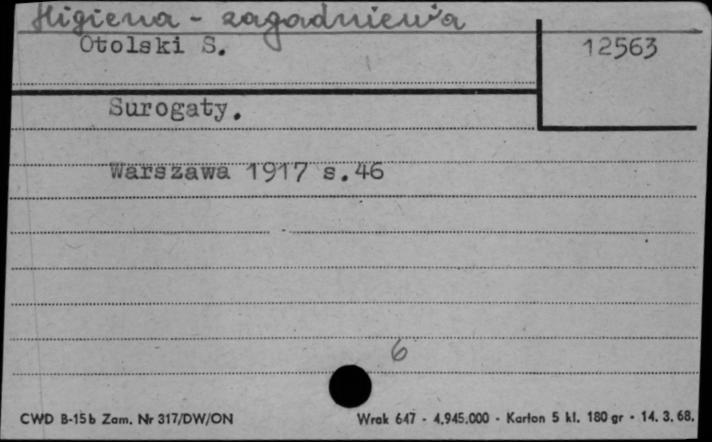 Higiena - zagadnienia
Otolski S.
12563
Surogaty.
Warszawa 1917 s.46
6
CWD B-15b Zam. Nr 317/DW/ON
Wrak 647 - 4.945.000 - Karton 5 kl. 180 gr - 14. 3. 68.